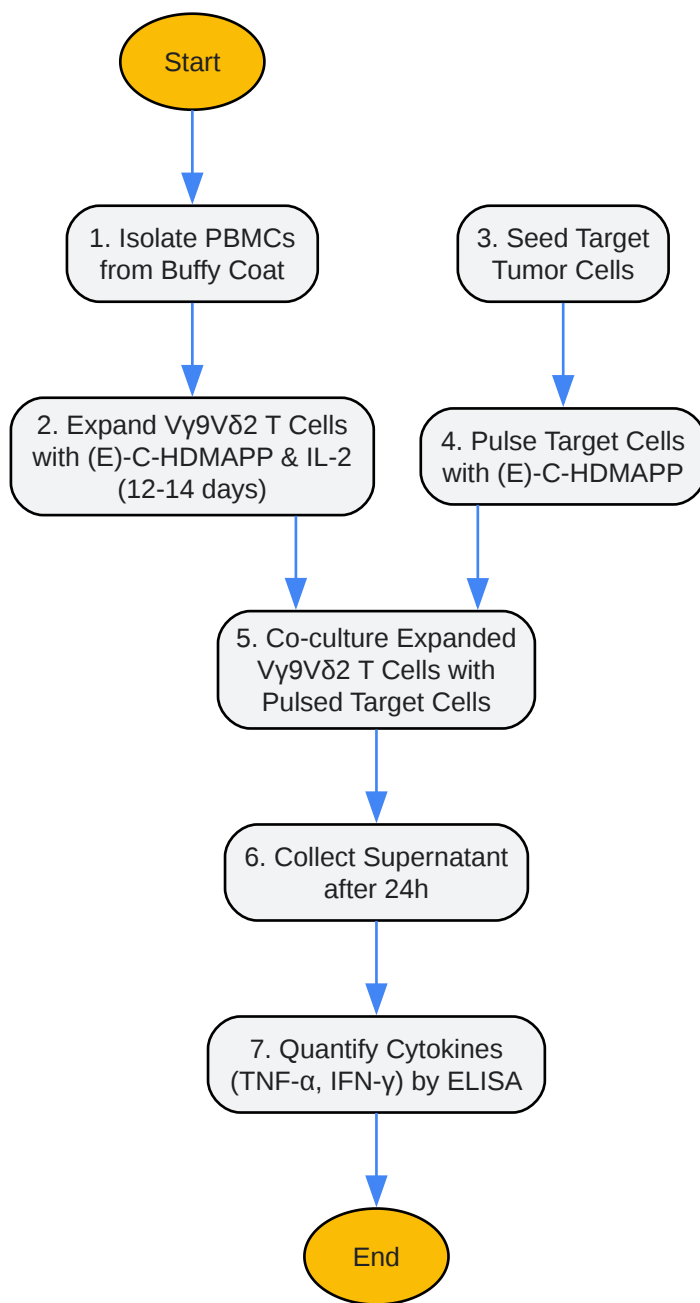 Start
1. Isolate PBMCs
from Buffy Coat
3. Seed Target
Tumor Cells
2. Expand Vγ9Vδ2 T Cells
with (E)-C-HDMAPP & IL-2
(12-14 days)
4. Pulse Target Cells
with (E)-C-HDMAPP
5. Co-culture Expanded
Vγ9Vδ2 T Cells with
Pulsed Target Cells
6. Collect Supernatant
after 24h
7. Quantify Cytokines
(TNF-α, IFN-γ) by ELISA
End